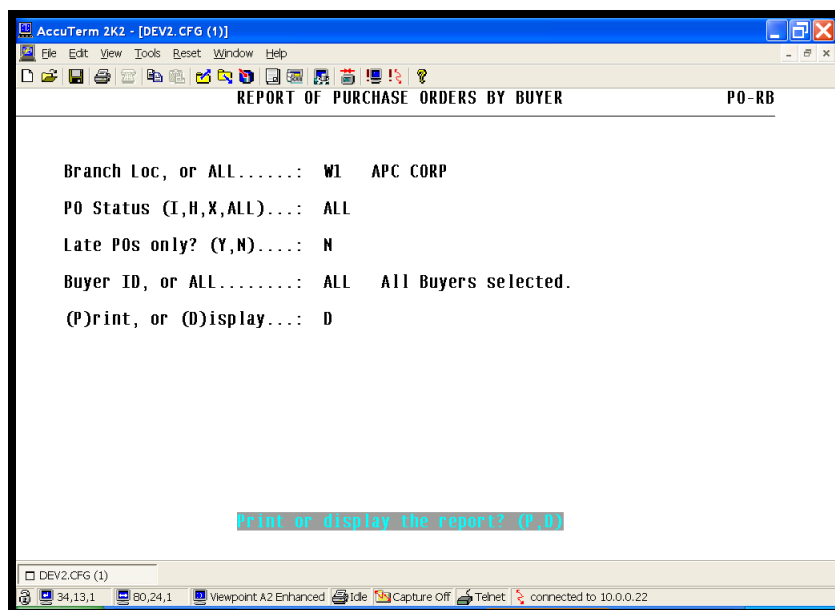 AccuTerm 2K2 - [DEV2.CFG (1)]
File Edit View Tools Reset Window Help
REPORT OF PURCHASE ORDERS BY BUYER PO-RB
Branch Loc, or ALL......: W1 APC CORP
PO Status (I,H,X,ALL)...: ALL
Late POs only? (Y,N)....: N
Buyer ID, or ALL........: ALL All Buyers selected.
(P)rint, or (D)isplay...: D
Print or display the report? (P,D)
DEV2.CFG (1)
34,13,1 80,24,1 Viewpoint A2 Enhanced Idle Capture Off Telnet connected to 10.0.0.22